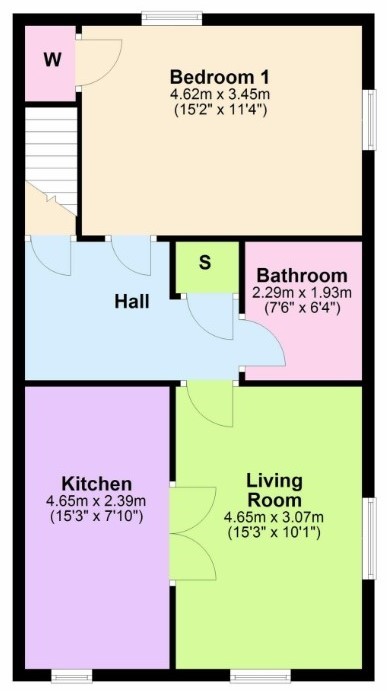 W
Bedroom 1
4.62m x 3.45m
(15'2" x 11'4")
S
Bathroom
2.29m x 1.93m
(7'6" x 6'4")
Hall
Kitchen
4.65m x 2.39m
(15'3" x 7'10")
Living
Room
4.65m x 3.07m
(15'3" x 10'1")